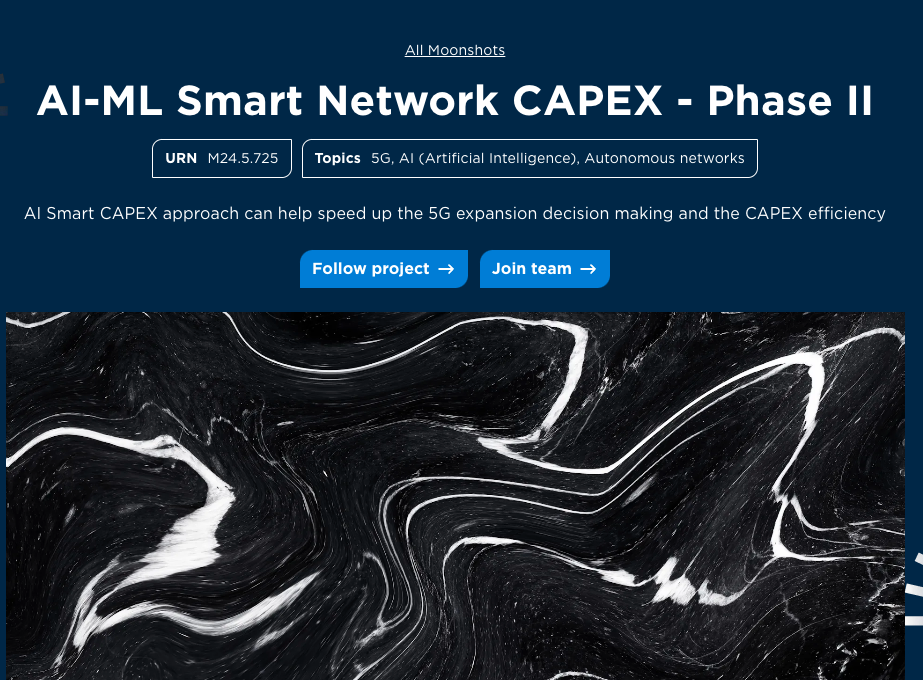 All Moonshots
AI-ML Smart Network CAPEX - Phase II
URN M24.5.725 Topics 5G, AI (Artificial Intelligence), Autonomous networks
AI Smart CAPEX approach can help speed up the 5G expansion decision making and the CAPEX efficiency
Follow project → Join team →